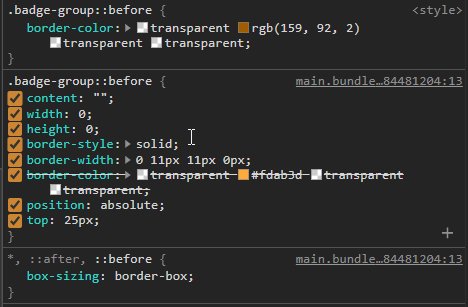 .badge-group::before { <style>
border-color: transparent rgb(159, 92, 2)
transparent transparent;
}
.badge-group::before { main.bundle…84481204:13
content: "";
width: 0;
height: 0;
border-style: solid;
border-width: 0 11px 11px 0px;
border-color: transparent #fdab3d transparent
transparent;
position: absolute;
top: 25px;
}
*, ::after, ::before { main.bundle…84481204:13
box-sizing: border-box;
}